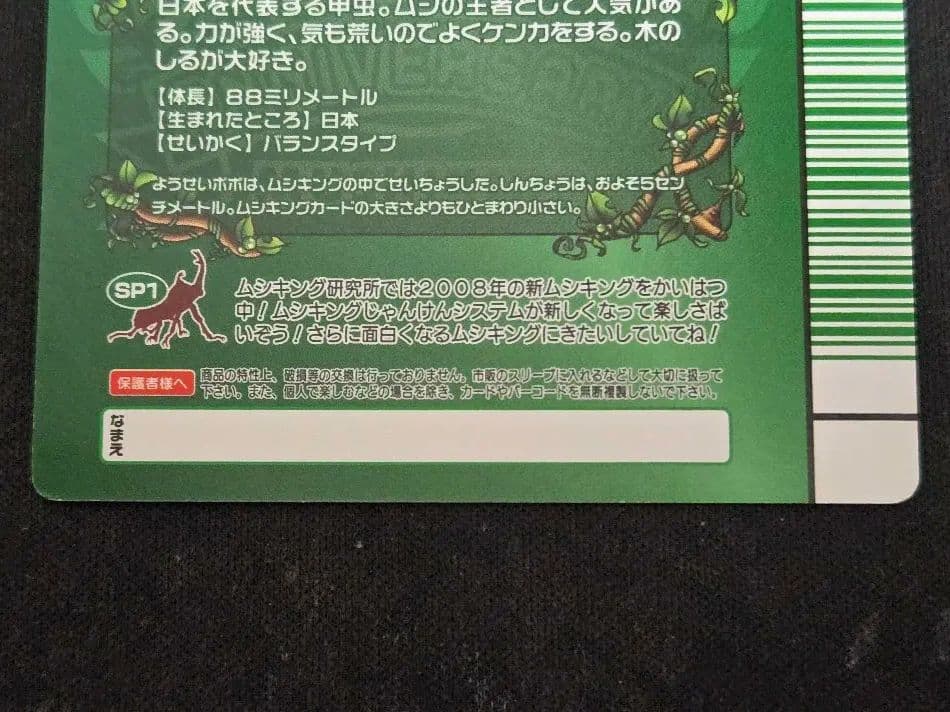 日本を代表する甲虫。ムシの王者として人気があ
る。力が強く、気も荒いのでよくケンカをする。木の
しるが大好き。
【体長】88ミリメートル
【生まれたところ】日本
【せいかく】バランスタイプ
ようせいポポは、ムシキングの中でせいちょうした。しんちょうは、およそ5セン
チメートル。ムシキングカードの大きさよりもひとまわり小さい。
SP1
ムシキング研究所では2008年の新ムシキングをかいはつ
中!ムシキングじゃんけんシステムが新しくなって楽しさば
いぞう!さらに面白くなるムシキングにきたいしていてね!
保護者様へ
商品の特性上、破損等の交換は行っておりません。市販のスリーブに入れるなどして大切に扱って
下さい。また、個人で楽しむなどの場合を除き、カードやバーコードを無断複製しないで下さい。
なまえ